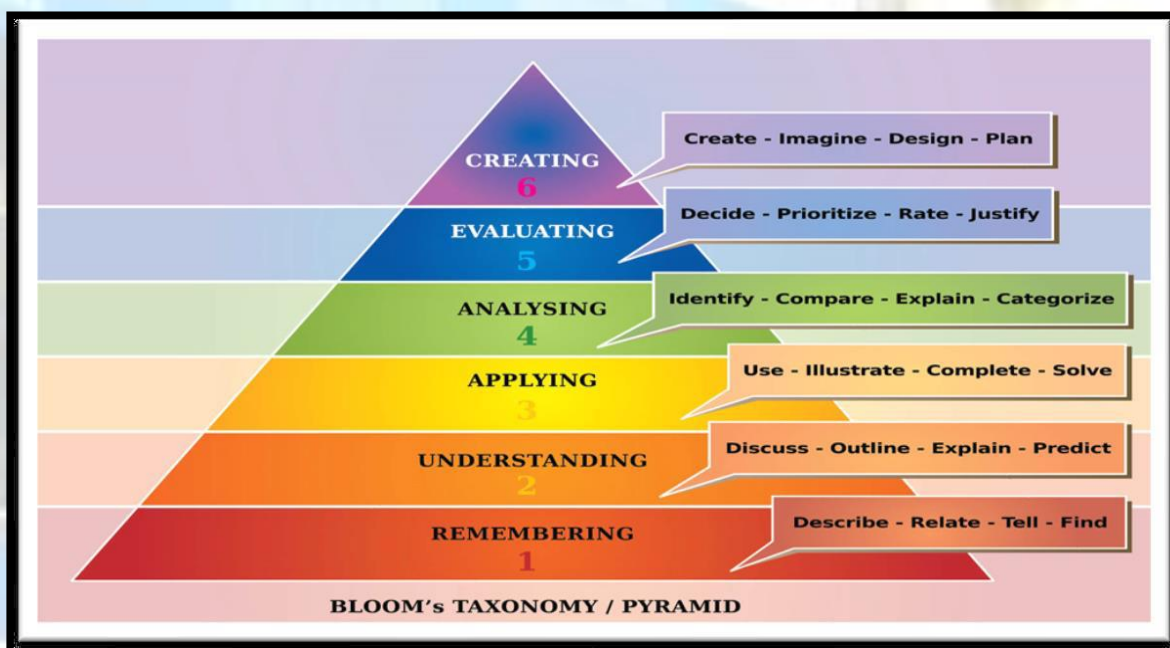 CREATING
6
Create - Imagine - Design - Plan
EVALUATING
5
Decide - Prioritize - Rate - Justify
ANALYSING
4
Identify - Compare - Explain - Categorize
APPLYING
3
Use - Illustrate - Complete - Solve
UNDERSTANDING
2
Discuss - Outline - Explain - Predict
REMEMBERING
1
Describe - Relate - Tell - Find
BLOOM's TAXONOMY / PYRAMID